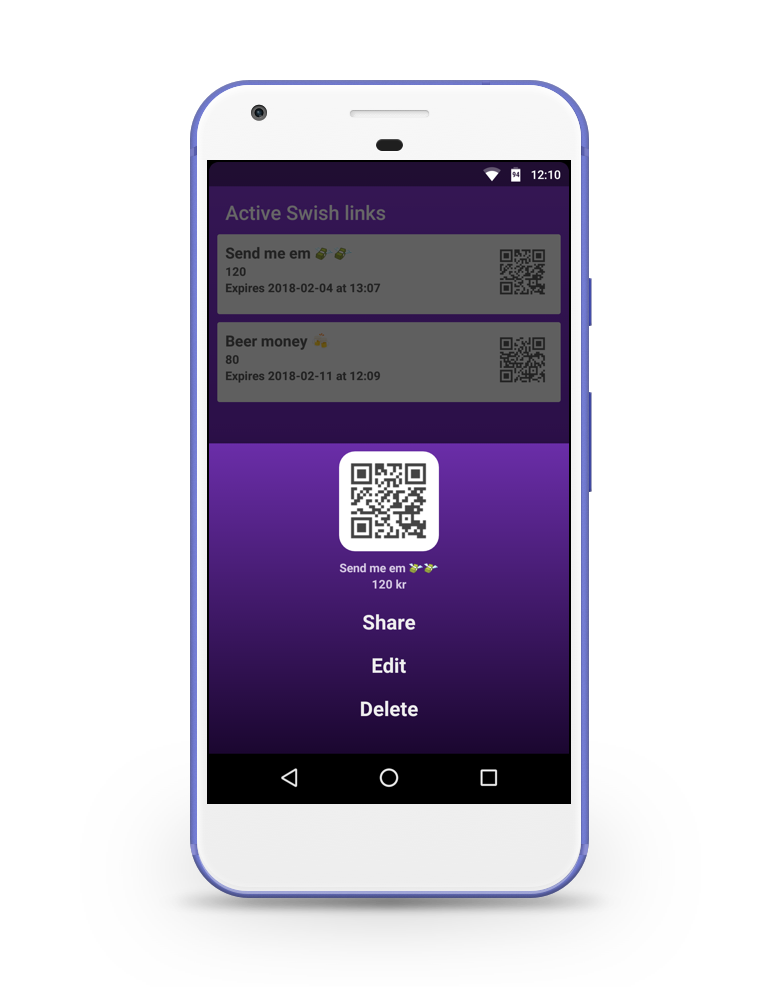 94 12:10
Active Swish links
Send me em 💸 💸
120
Expires 2018-02-04 at 13:07
Beer money 🍻
80
Expires 2018-02-11 at 12:09
Send me em 💸💸
120 kr
Share
Edit
Delete